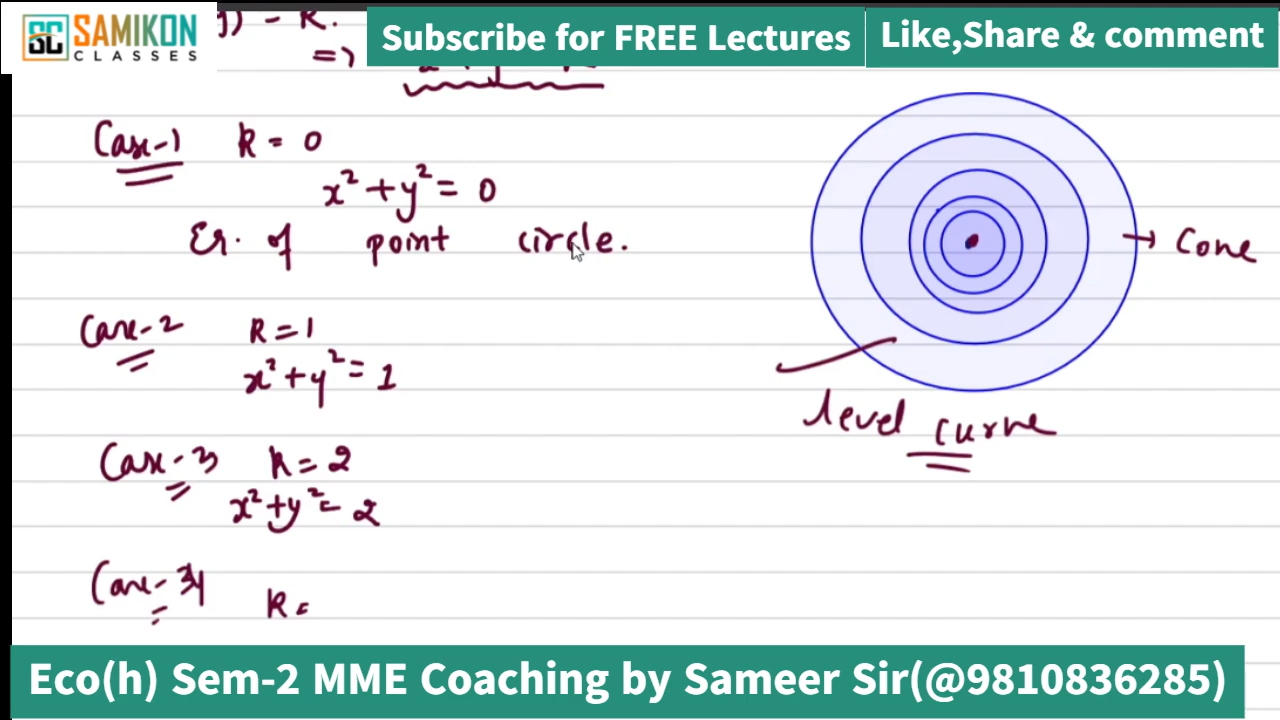 SC SAMIKON
CLASSES
Subscribe for FREE Lectures
Like,Share & comment
) - k.
=>
Case-1 k = 0
x² + y² = 0
Er. of point circle.
Case-2 k = 1
x² + y² = 1
Case-3 k = 2
x² + y² = 2
Case-4 k =
→ Cone
level curve
Eco(h) Sem-2 MME Coaching by Sameer Sir(@9810836285)